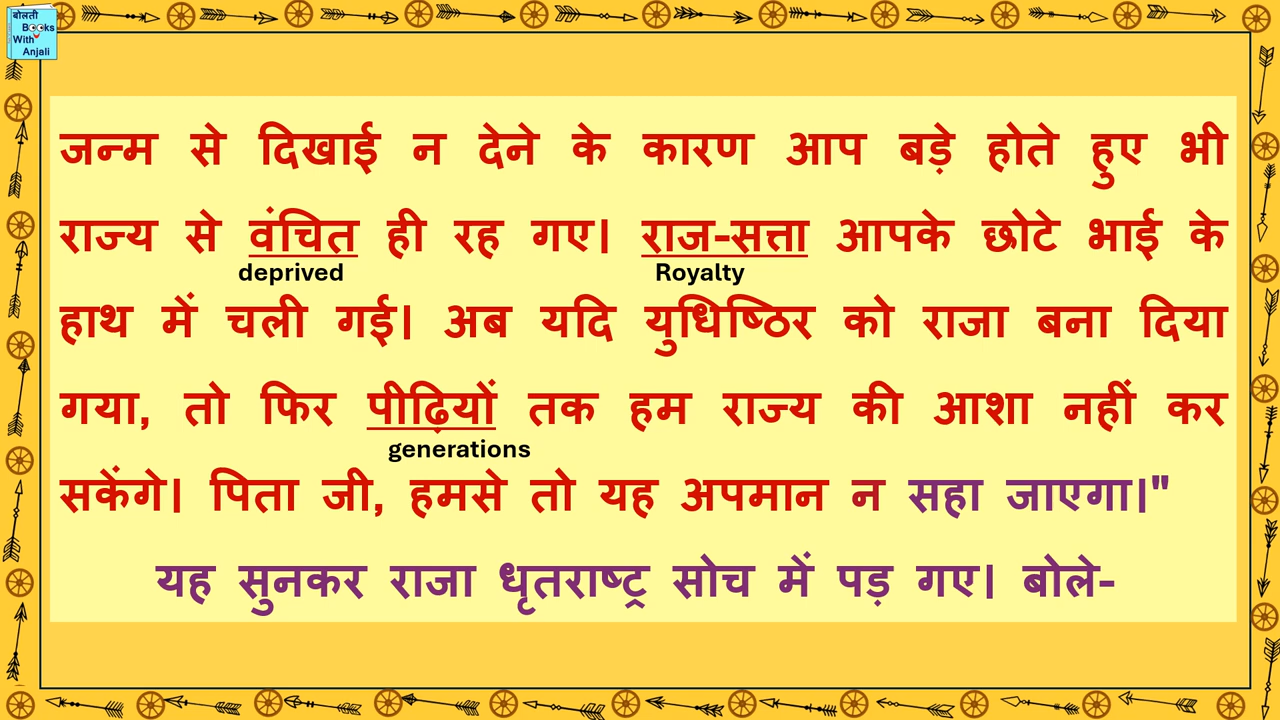 बोलती
Books
With
Anjali
जन्म से दिखाई न देने के कारण आप बड़े होते हुए भी
राज्य से वंचित ही रह गए। राज-सत्ता आपके छोटे भाई के
deprived Royalty
हाथ में चली गई। अब यदि युधिष्ठिर को राजा बना दिया
गया, तो फिर पीढ़ियों तक हम राज्य की आशा नहीं कर
generations
सकेंगे। पिता जी, हमसे तो यह अपमान न सहा जाएगा।"
यह सुनकर राजा धृतराष्ट्र सोच में पड़ गए। बोले-